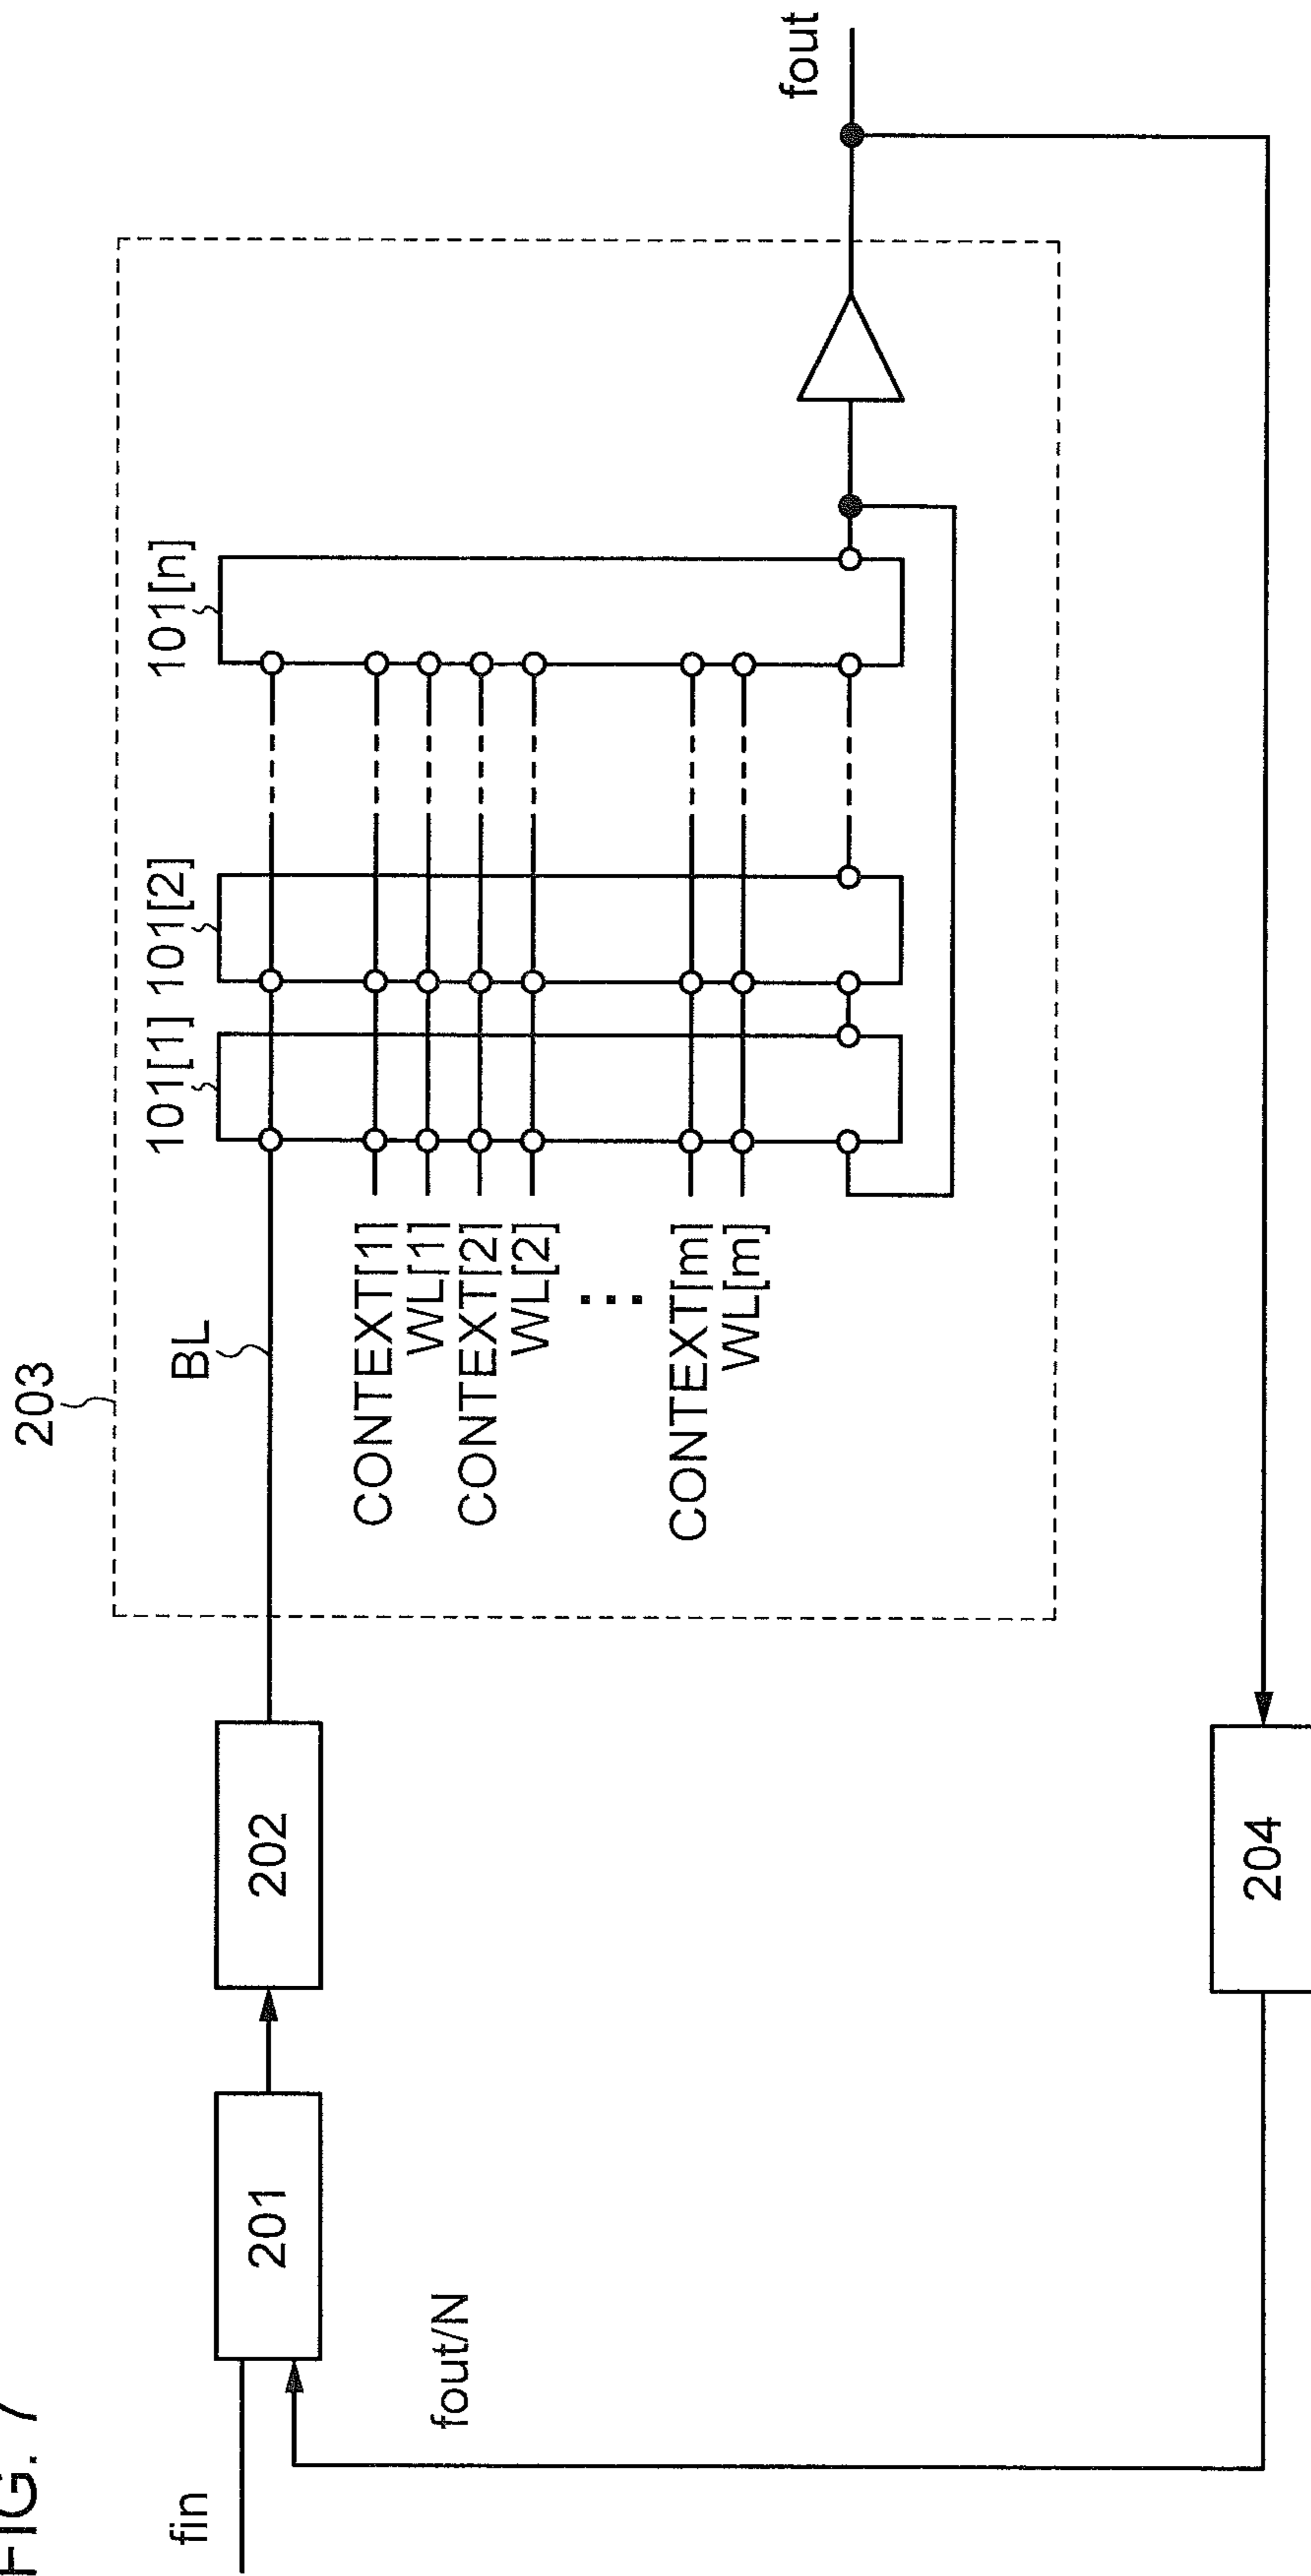 FIG. 7
fin
201
fout/N
202
203
BL
CONTEXT[1]
WL[1]
CONTEXT[2]
WL[2]
⋮
CONTEXT[m]
WL[m]
101[1]
101[2]
101[n]
fout
204